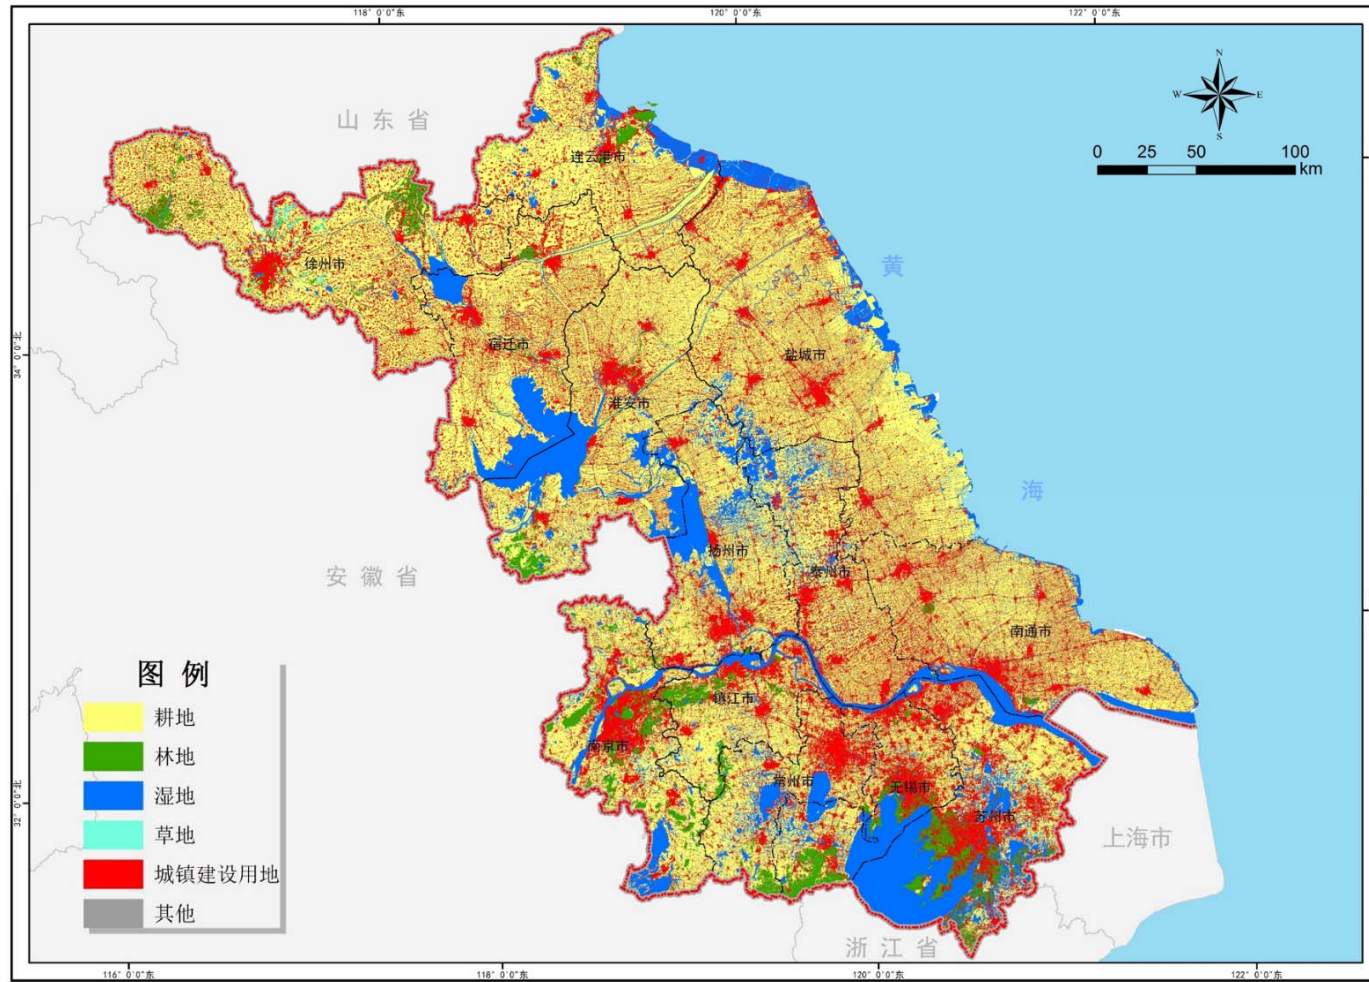 118° 0'0"东
120° 0'0"东
122° 0'0"东
N
W
E
S
0 25 50 100
km
山东省
连云港市
徐州市
黄
34° 0'0"北
宿迁市
盐城市
淮安市
海
扬州市
安徽省
泰州市
南通市
镇江市
南京市
常州市
无锡市
苏州市
上海市
32° 0'0"北
浙江省
图 例
耕地
林地
湿地
草地
城镇建设用地
其他
116° 0'0"东
118° 0'0"东
120° 0'0"东
122° 0'0"东